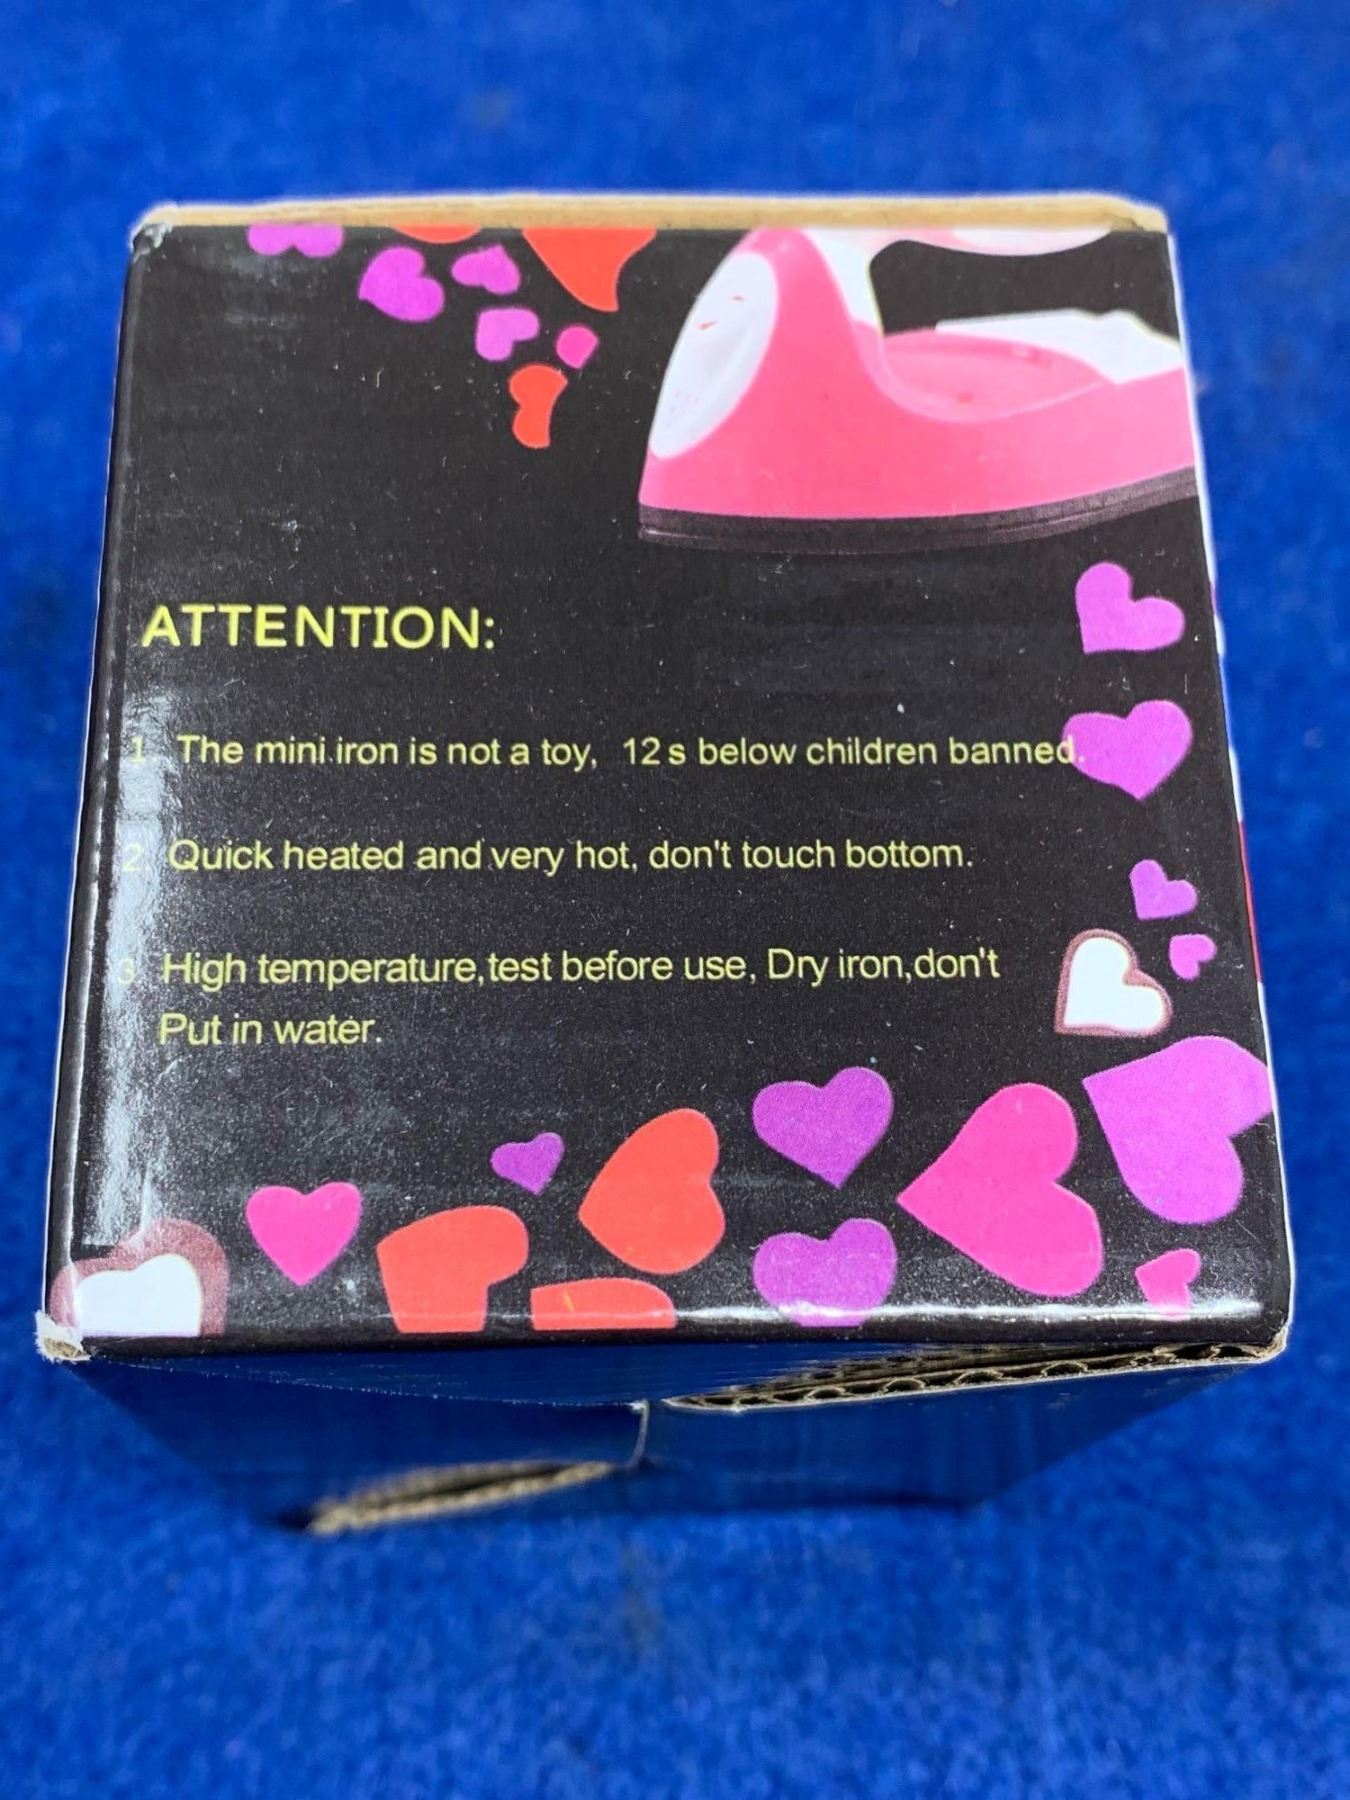 ATTENTION:
1. The mini iron is not a toy, 12 s below children banned.
2. Quick heated and very hot, don't touch bottom.
3. High temperature,test before use, Dry iron,don't
Put in water.